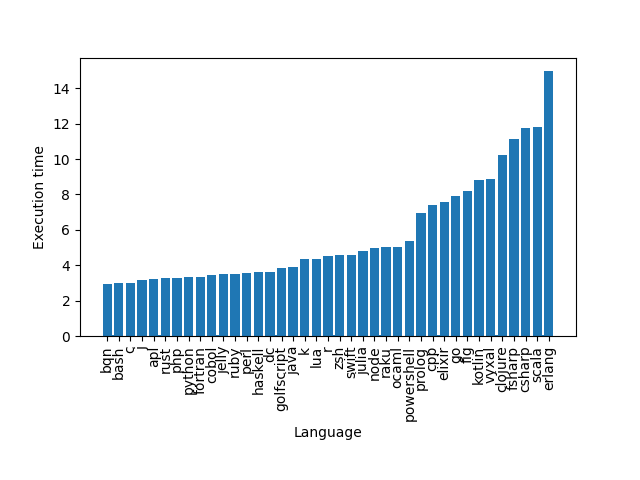 14
12
10
8
6
4
2
0
Execution time
bqn
bash
c
j
apl
rust
php
python
fortran
cobol
jelly
ruby
perl
haskell
dc
golfscript
java
k
lua
r
zsh
swift
julia
node
raku
ocaml
powershell
prolog
cpp
elixir
go
fig
kotlin
vyxal
clojure
fsharp
csharp
scala
erlang
Language